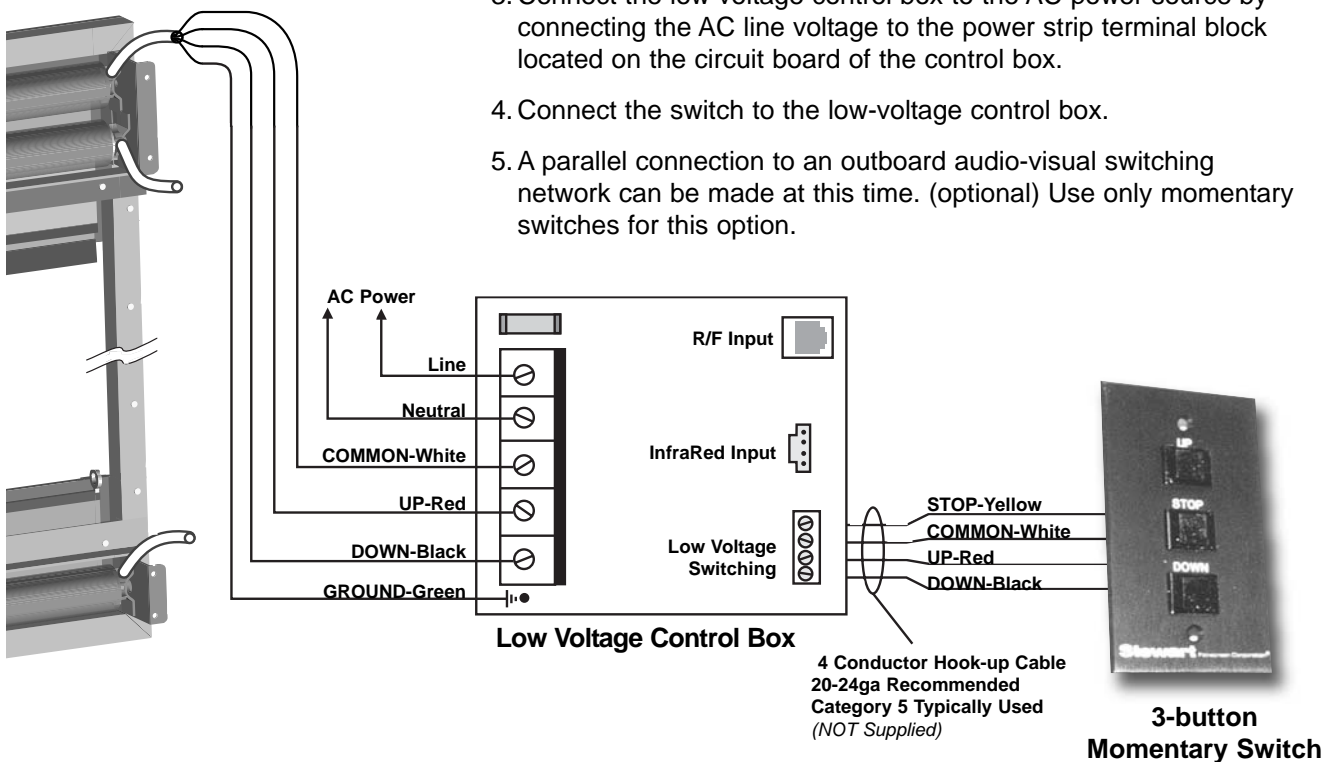 3. Connect the low voltage control box to the AC power source by
connecting the AC line voltage to the power strip terminal block
located on the circuit board of the control box.
4. Connect the switch to the low-voltage control box.
5. A parallel connection to an outboard audio-visual switching
network can be made at this time. (optional) Use only momentary
switches for this option.
AC Power
Line
Neutral
COMMON-White
UP-Red
DOWN-Black
GROUND-Green
R/F Input
InfraRed Input
Low Voltage
Switching
Low Voltage Control Box
STOP-Yellow
COMMON-White
UP-Red
DOWN-Black
4 Conductor Hook-up Cable
20-24ga Recommended
Category 5 Typically Used
(NOT Supplied)
UP
STOP
DOWN
Stewart
3-button
Momentary Switch